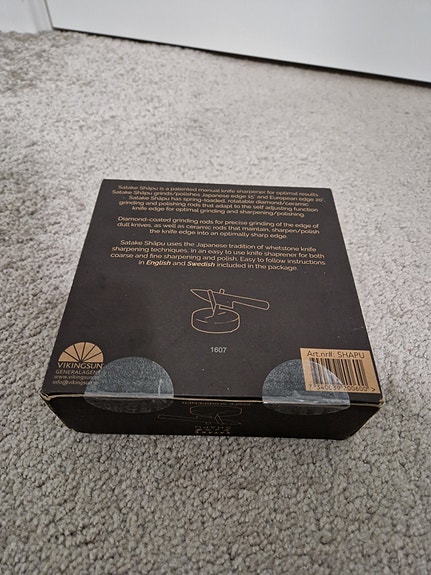 Satake Shāpu is a patented manual knife sharpener for optimal results
Satake Shāpu grinds/polishes Japanese edge 15° and European edge 20°.
Satake Shāpu has spring-loaded, rotatable diamond/ceramic
grinding and polishing rods that adapt to the self adjusting function
knife edge for optimal grinding and sharpening/polishing.
Diamond-coated grinding rods for precise grinding of the edge of
dull knives, as well as ceramic rods that maintain, sharpen/polish
the knife edge into an optimally sharp edge.
Satake Shāpu uses the Japanese tradition of whetstone knife
sharpening techniques, in an easy to use knife shaprener for both
coarse and fine sharpening and polish. Easy to follow instructions
in English and Swedish included in the package.
1607
VIKINGSUN
GENERALAGENT
www.vikingsun
info@vikingsun
Art.nr#: SHAPU